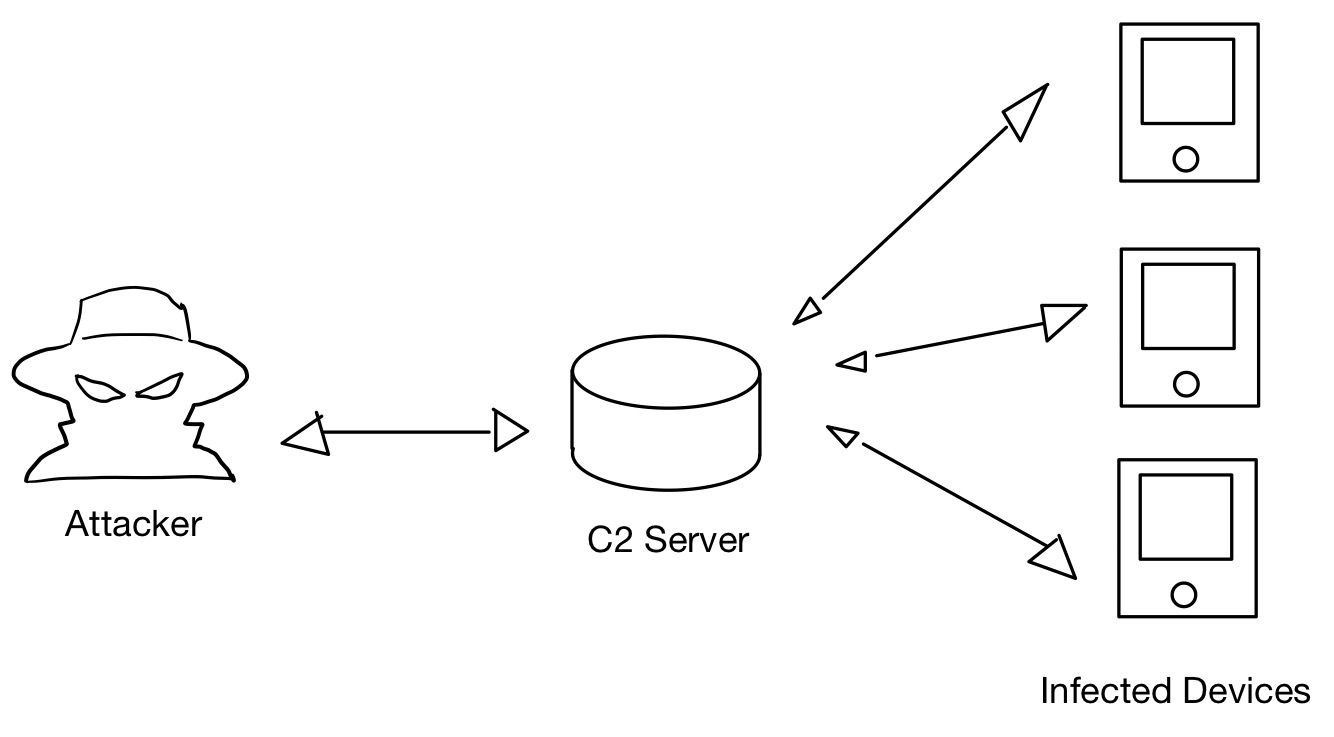 Attacker
C2 Server
Infected Devices